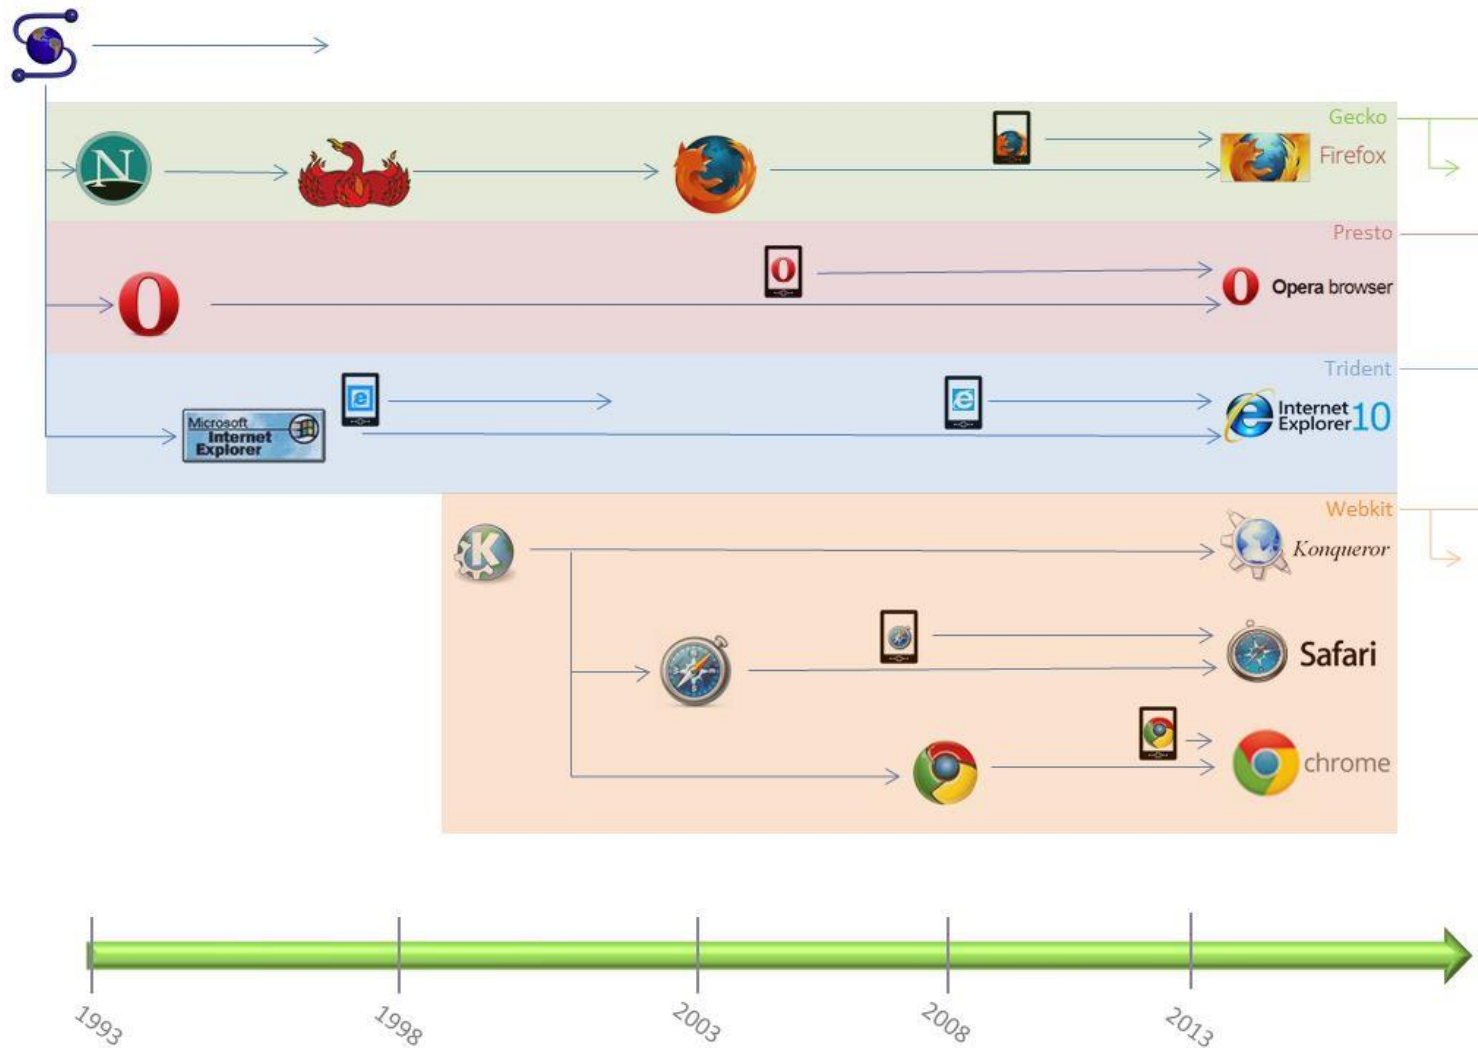 Gecko
N
Firefox
Presto
O
O
O
Opera browser
Trident
e
e
Microsoft
Internet
Explorer
e
Internet
Explorer 10
Webkit
K
Konqueror
Safari
chrome
1993
1998
2003
2008
2013